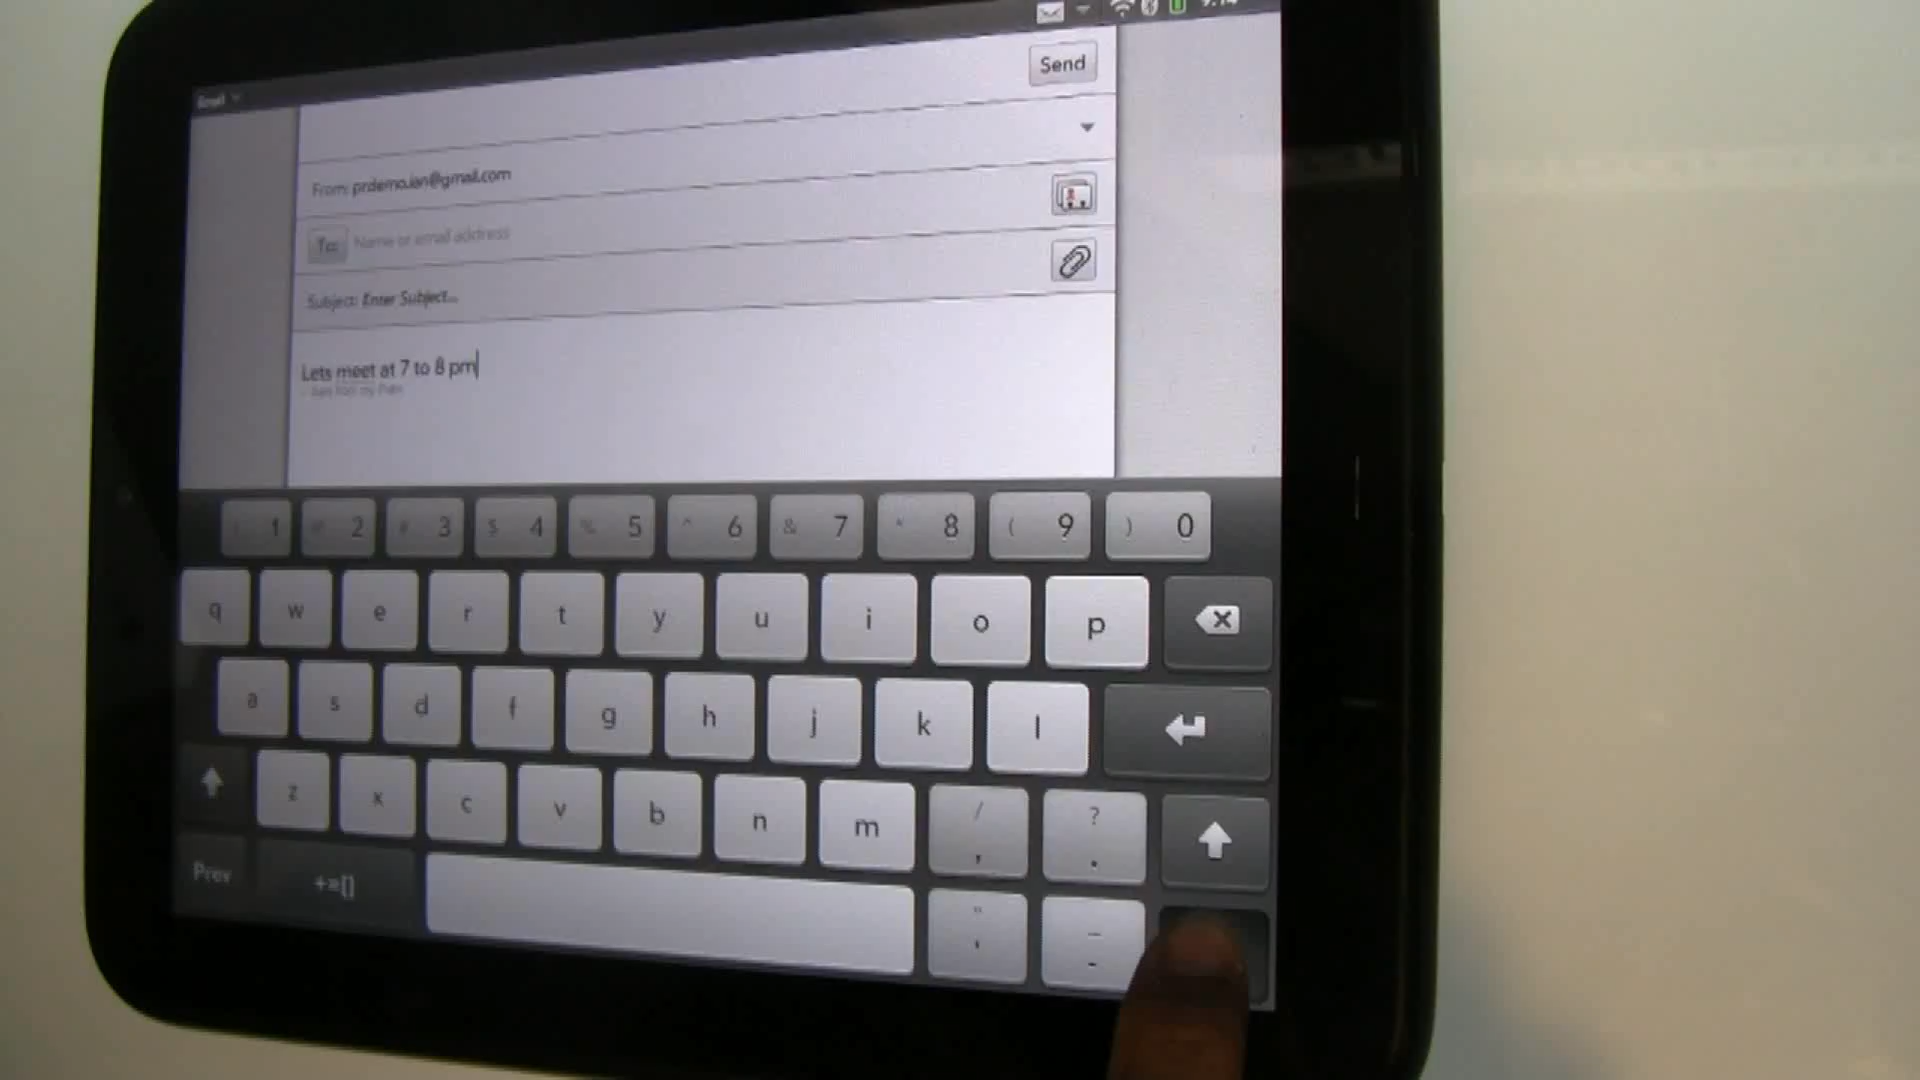 Email
Send
From: prdemo.ian@gmail.com
To: Name or email address
Subject: Enter Subject...
Lets meet at 7 to 8 pm
1 @ 2 # 3 $ 4 % 5 ^ 6 & 7 * 8 ( 9 ) 0
q w e r t y u i o p
a s d f g h j k l
z x c v b n m / , ? .
Prev +=[] " ' _ -